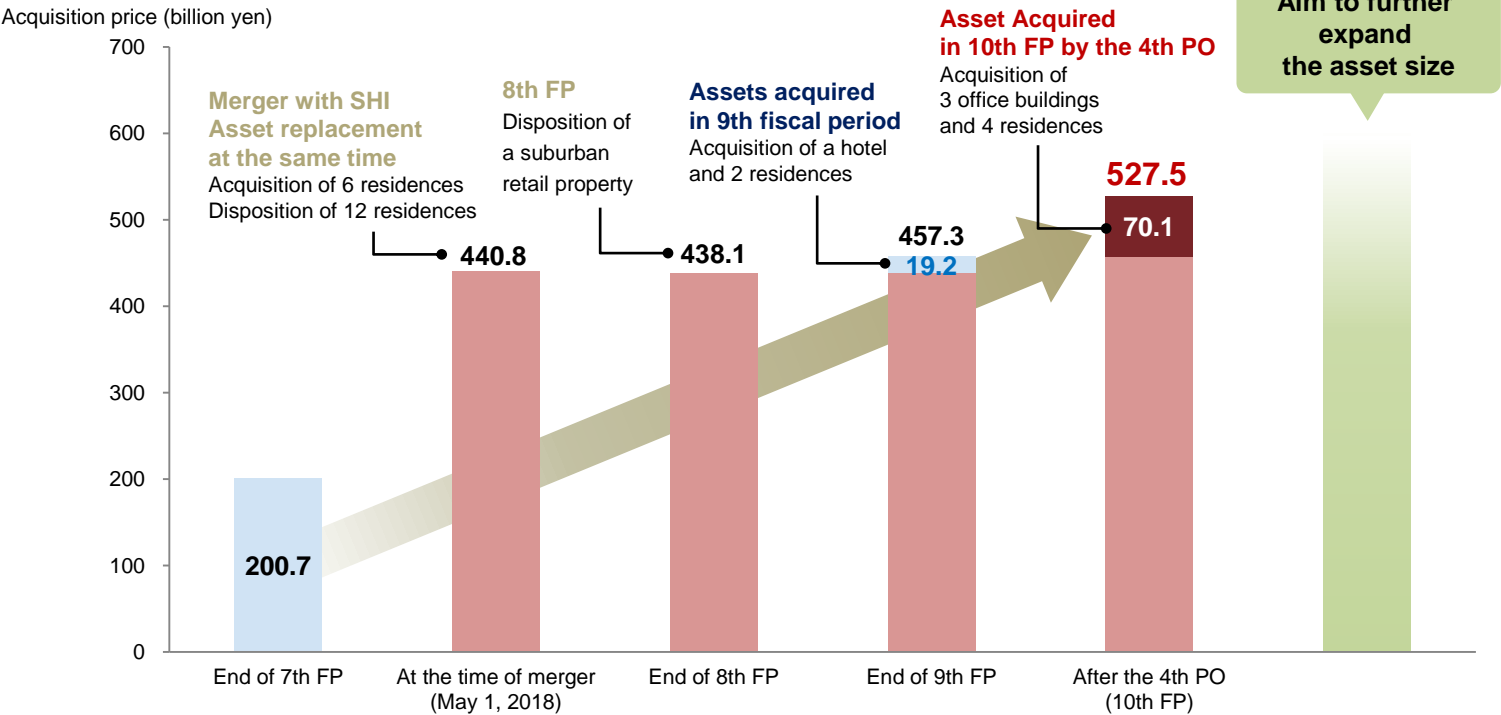 Acquisition price (billion yen)
700
600
500
400
300
200
100
0
Merger with SHI
Asset replacement
at the same time
Acquisition of 6 residences
Disposition of 12 residences
8th FP
Disposition of
a suburban
retail property
Assets acquired
in 9th fiscal period
Acquisition of a hotel
and 2 residences
Asset Acquired
in 10th FP by the 4th PO
Acquisition of
3 office buildings
and 4 residences
Aim to further
expand
the asset size
200.7
440.8
438.1
457.3
19.2
527.5
70.1
End of 7th FP
At the time of merger
(May 1, 2018)
End of 8th FP
End of 9th FP
After the 4th PO
(10th FP)